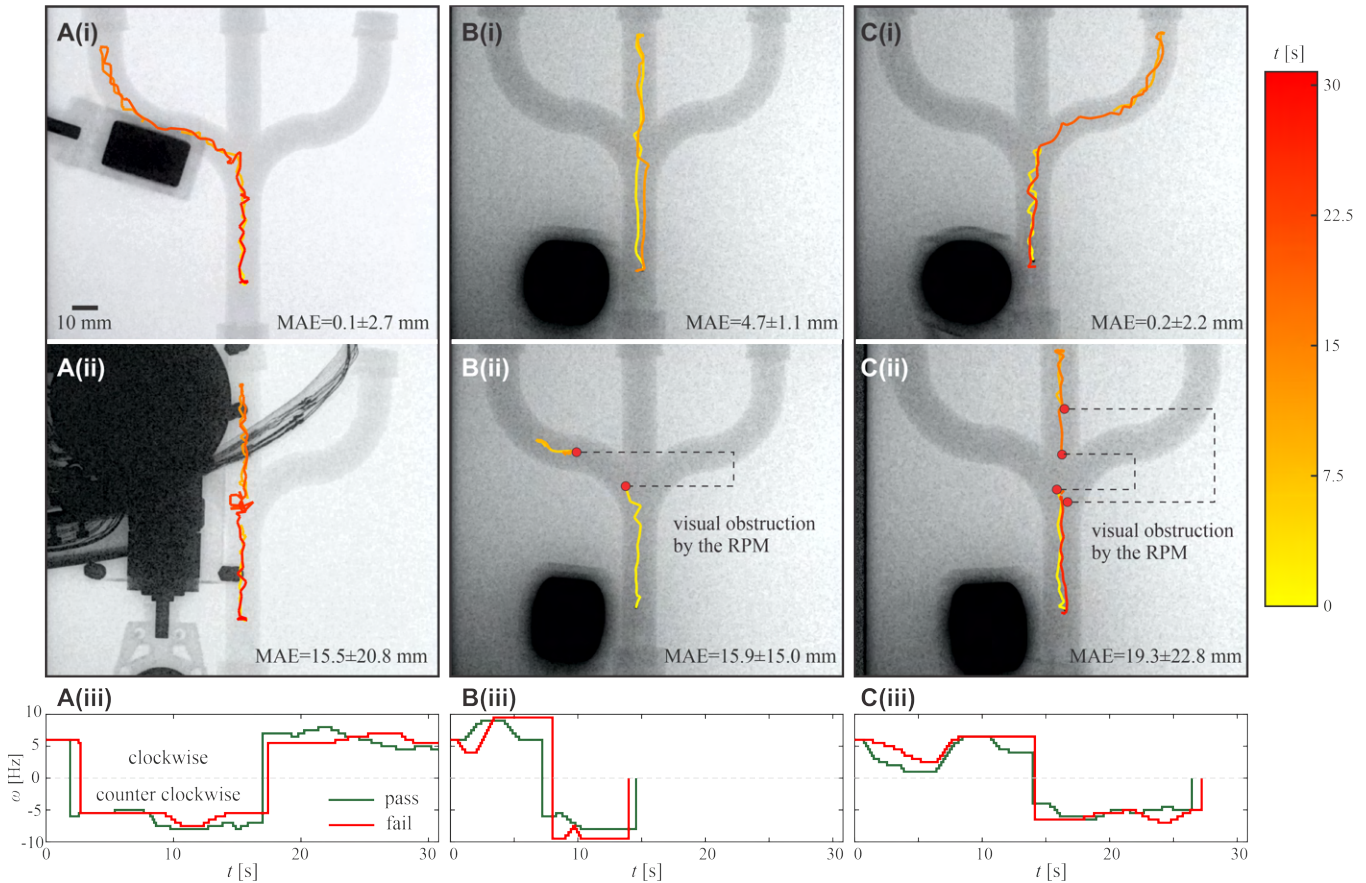 A(i)
10 mm
MAE=0.1±2.7 mm
B(i)
MAE=4.7±1.1 mm
C(i)
MAE=0.2±2.2 mm
t [s]
30
22.5
15
7.5
0
A(ii)
MAE=15.5±20.8 mm
B(ii)
visual obstruction
by the RPM
MAE=15.9±15.0 mm
C(ii)
visual obstruction
by the RPM
MAE=19.3±22.8 mm
A(iii)
10
5
0
-5
-10
ω [Hz]
clockwise
counter clockwise
pass
fail
0
10
20
30
t [s]
B(iii)
0
10
20
30
t [s]
C(iii)
0
10
20
30
t [s]